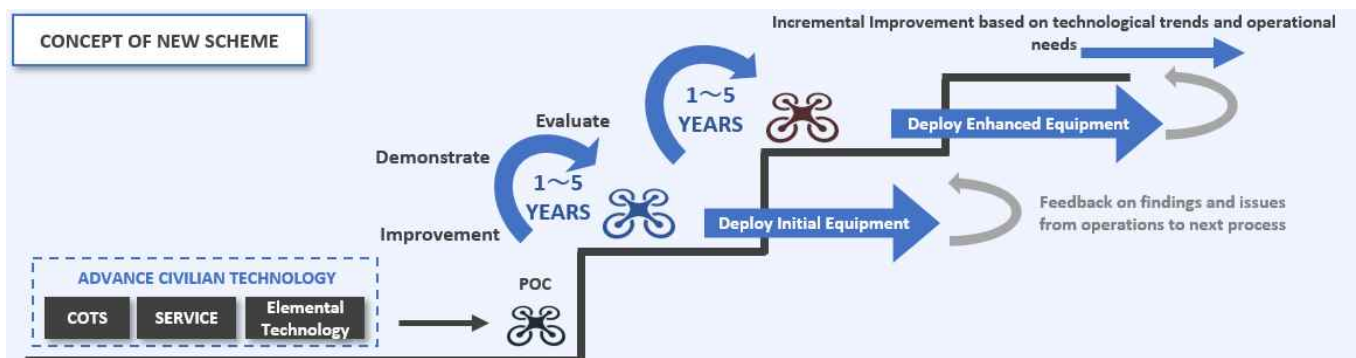 CONCEPT OF NEW SCHEME
Incremental Improvement based on technological trends and operational
needs
1～5
YEARS
Deploy Enhanced Equipment
Evaluate
Demonstrate
1～5
YEARS
Improvement
Deploy Initial Equipment
Feedback on findings and issues
from operations to next process
ADVANCE CIVILIAN TECHNOLOGY
COTS
SERVICE
Elemental
Technology
POC